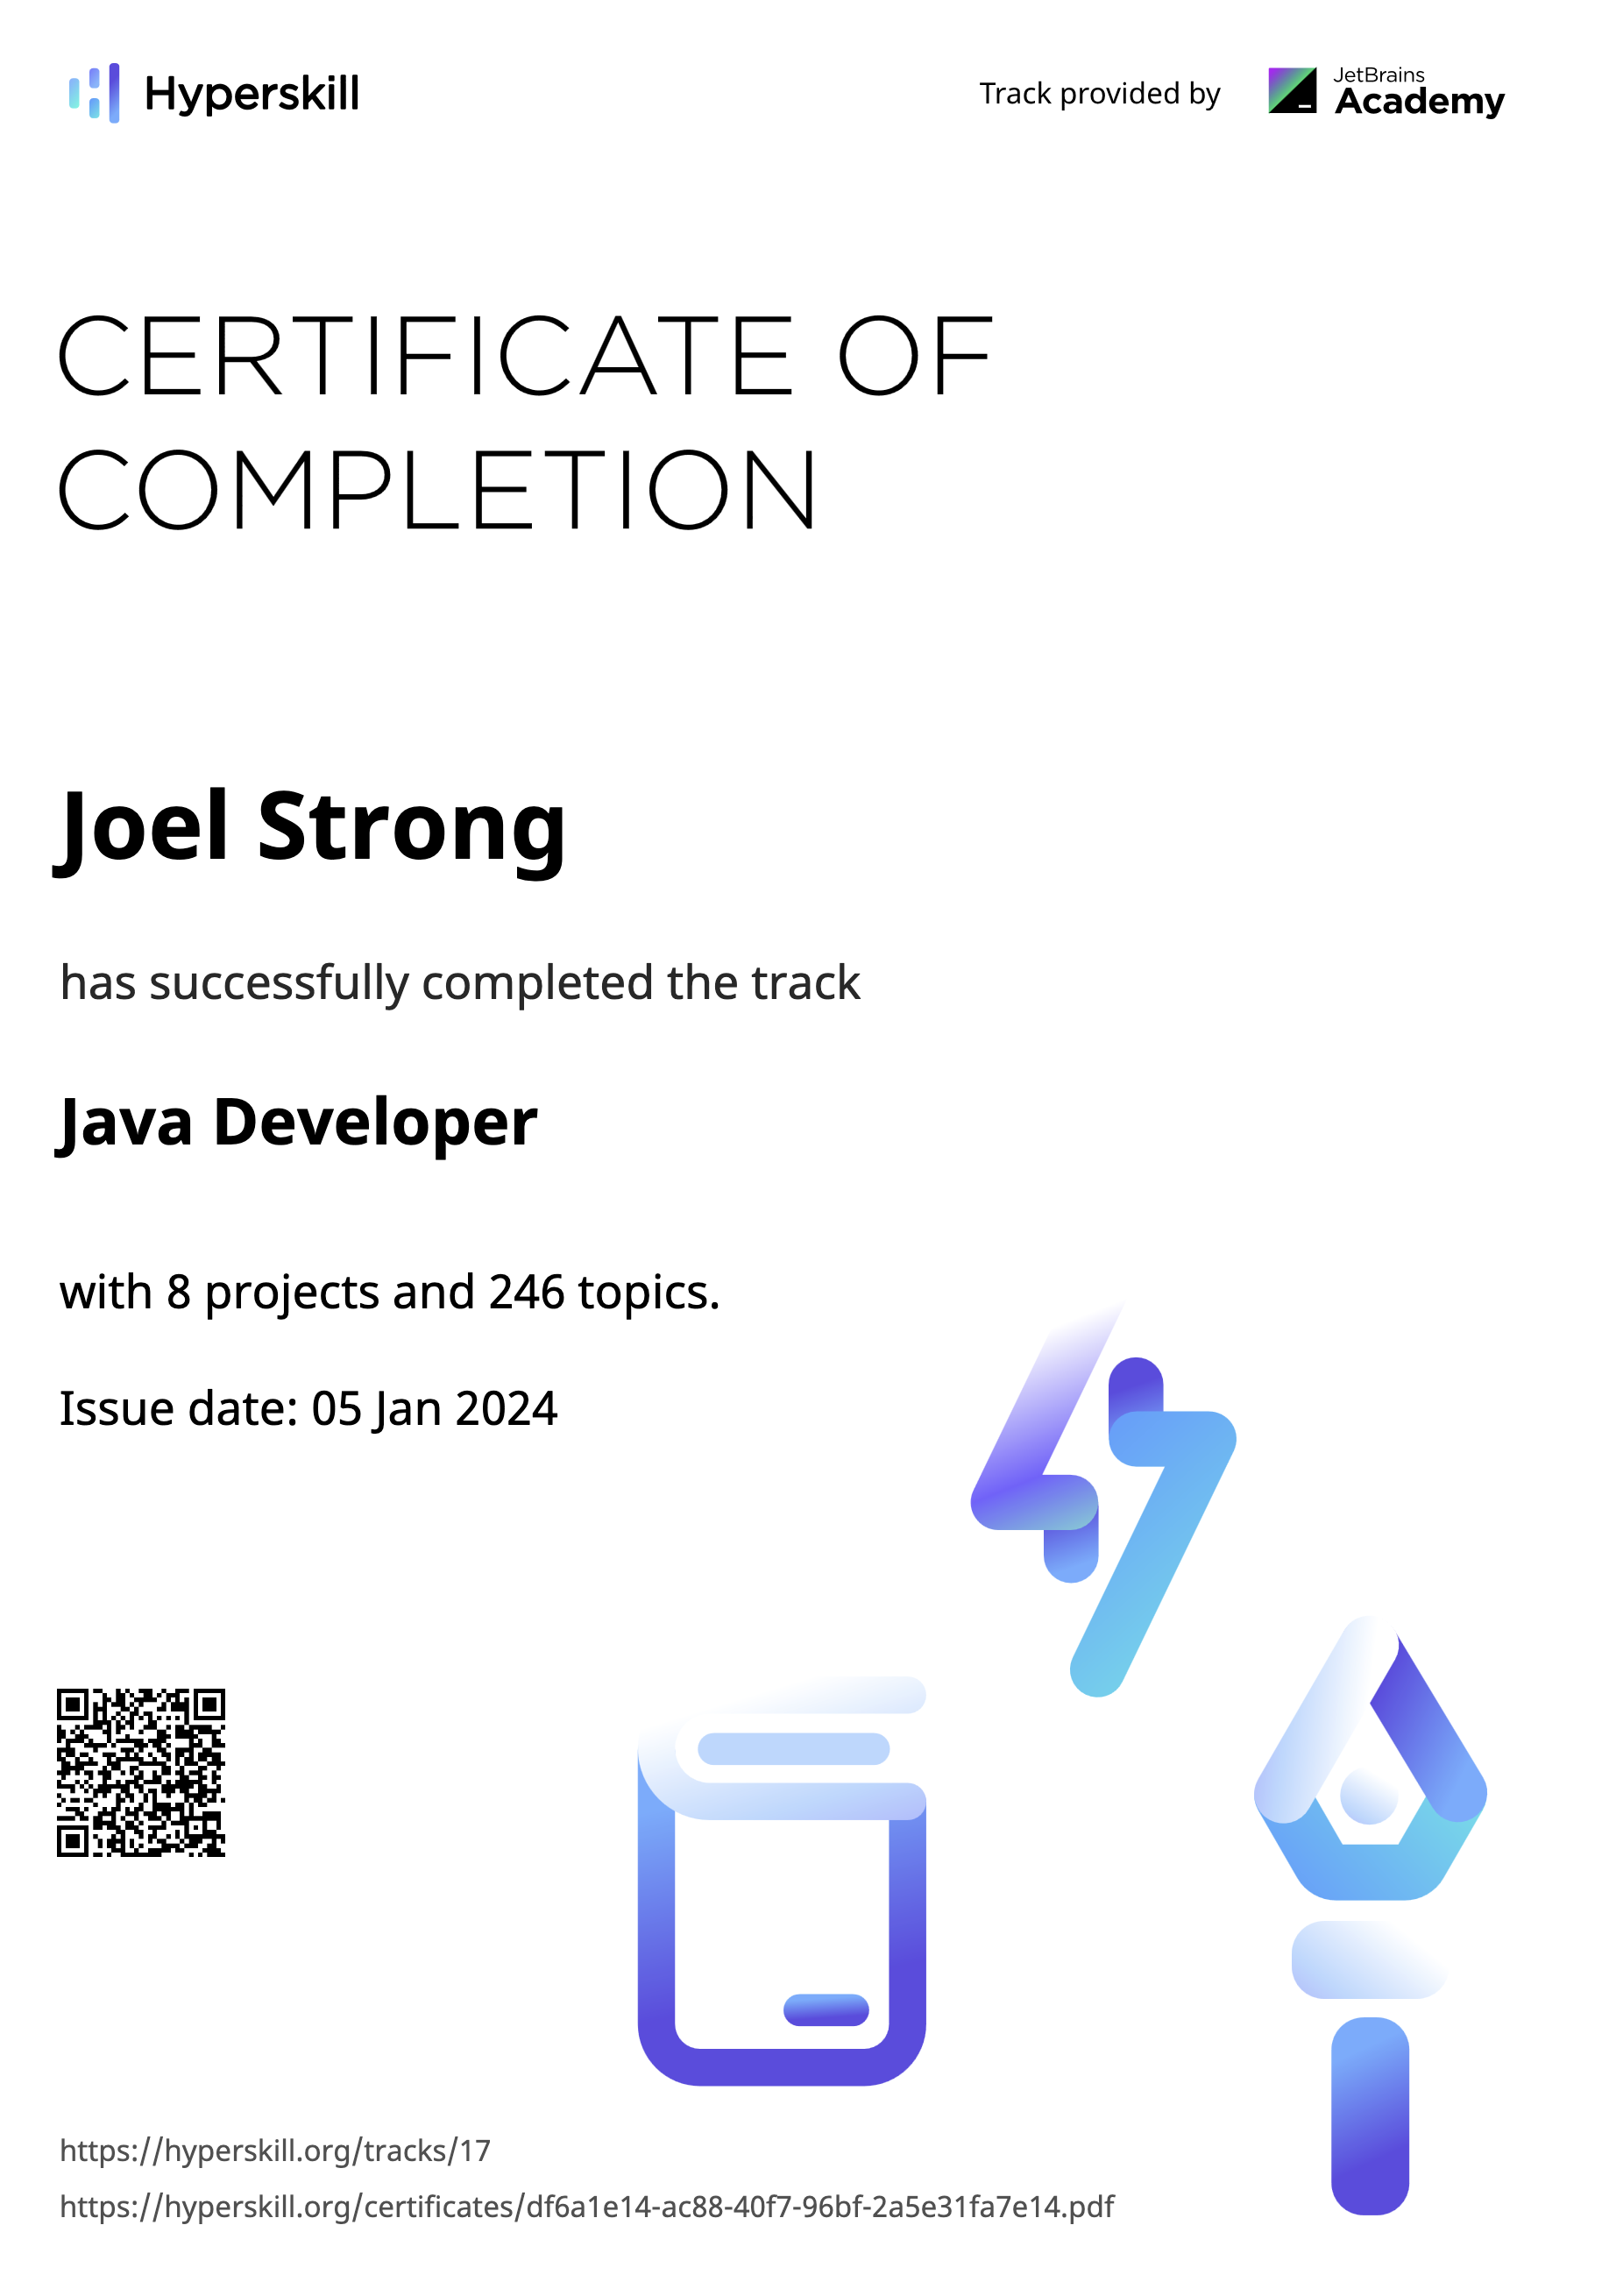 Hyperskill
Track provided by
JetBrains
Academy
CERTIFICATE OF
COMPLETION
Joel Strong
has successfully completed the track
Java Developer
with 8 projects and 246 topics.
Issue date: 05 Jan 2024
https://hyperskill.org/tracks/17
https://hyperskill.org/certificates/df6a1e14-ac88-40f7-96bf-2a5e31fa7e14.pdf